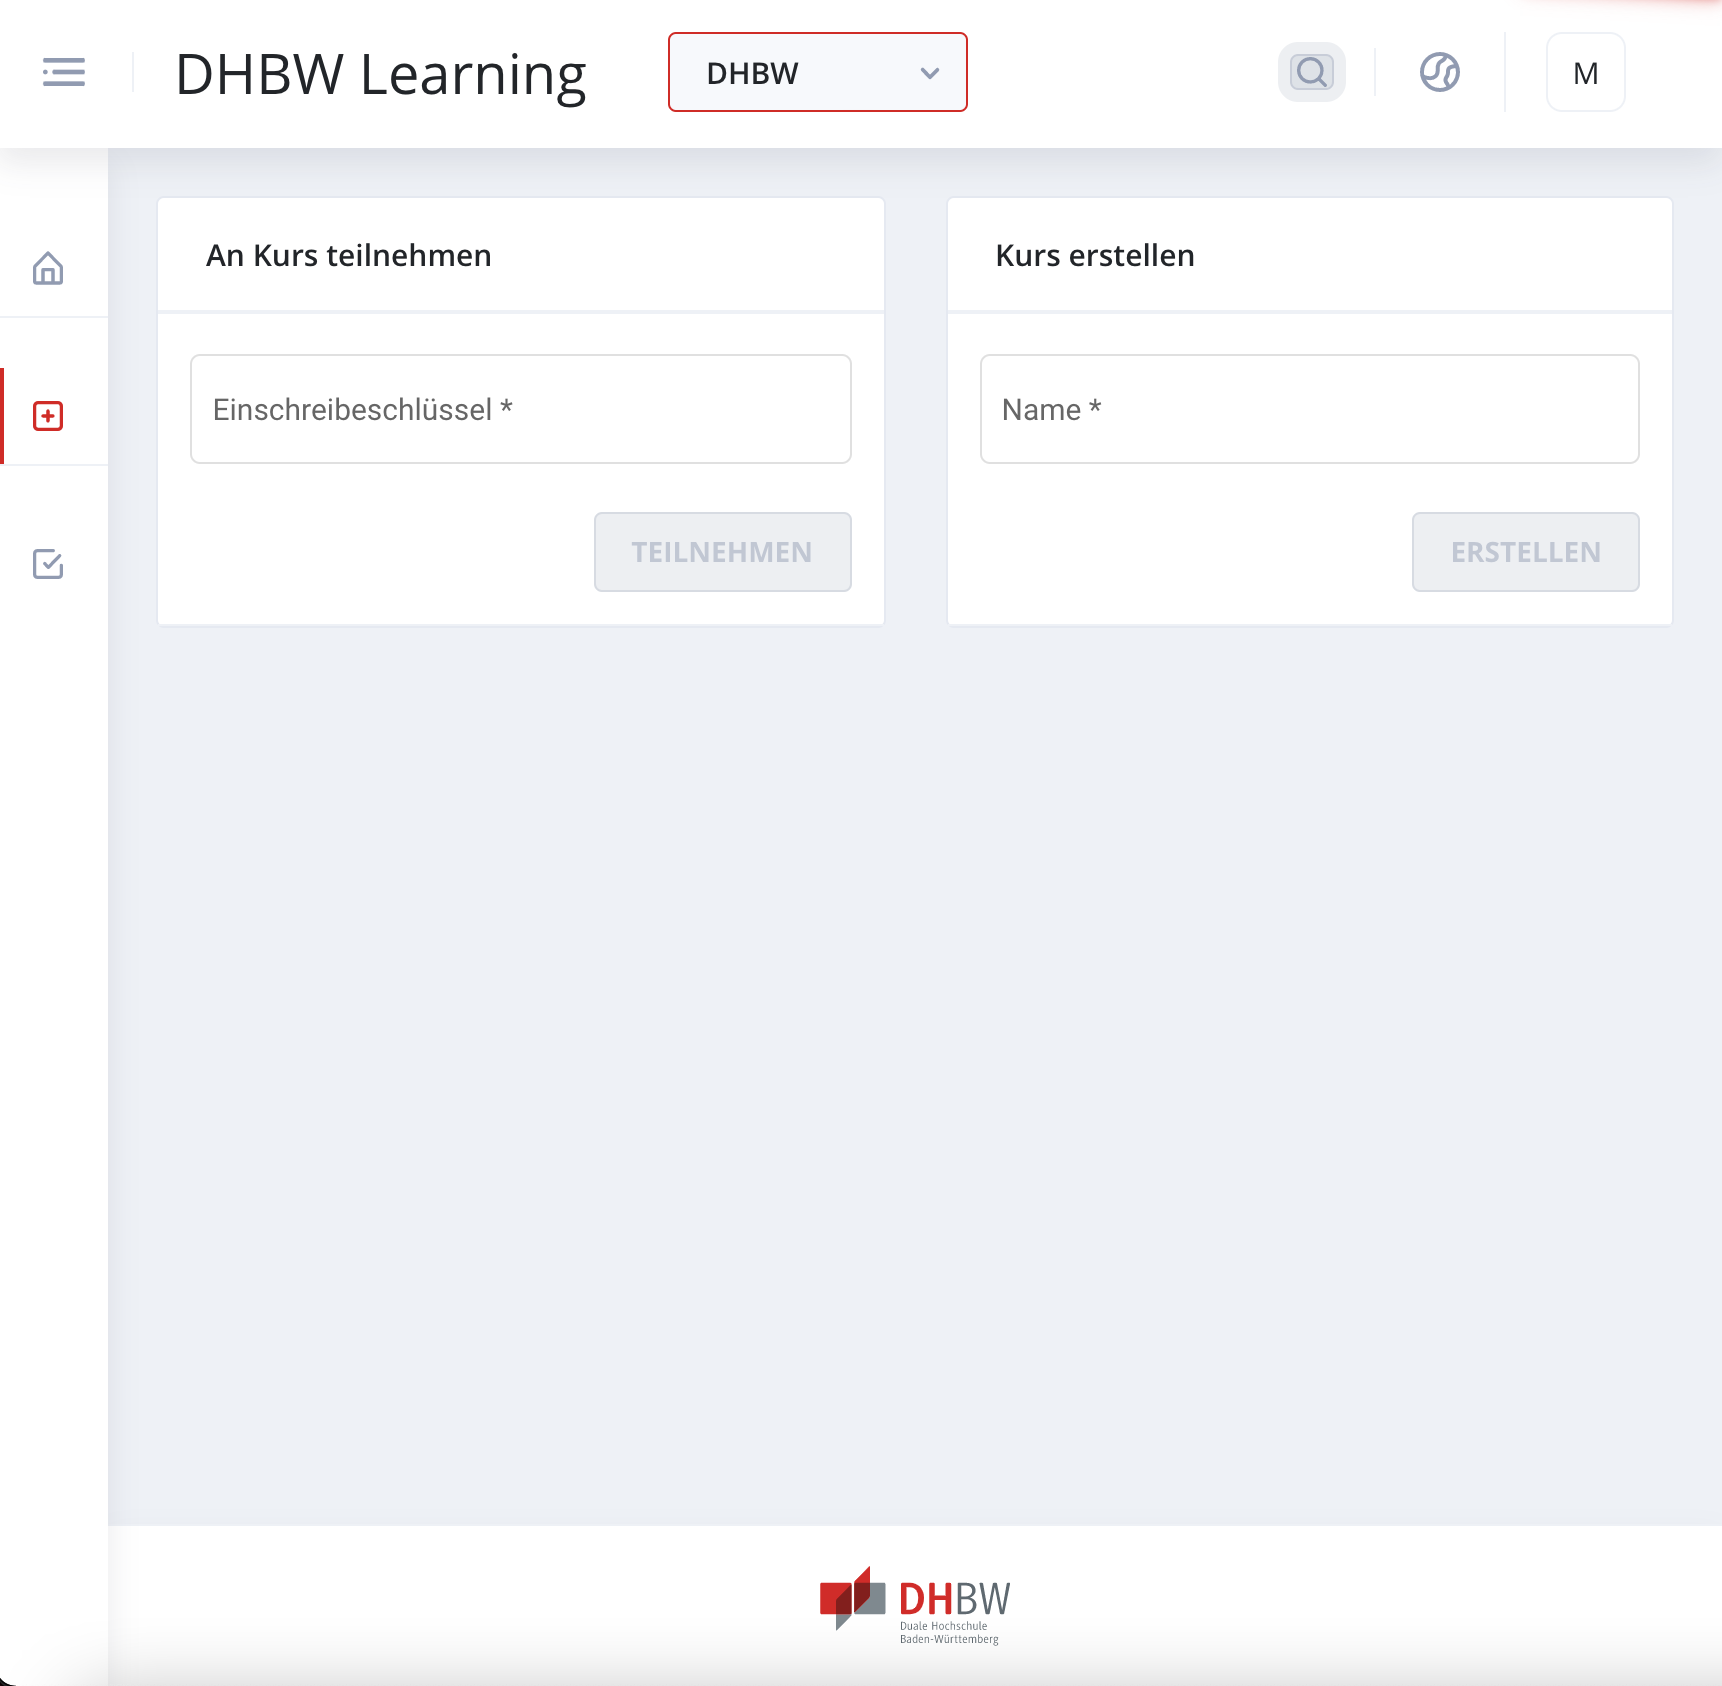 DHBW Learning
DHBW
M
An Kurs teilnehmen
Einschreibeschlüssel *
TEILNEHMEN
Kurs erstellen
Name *
ERSTELLEN
DHBW
Duale Hochschule
Baden-Württemberg